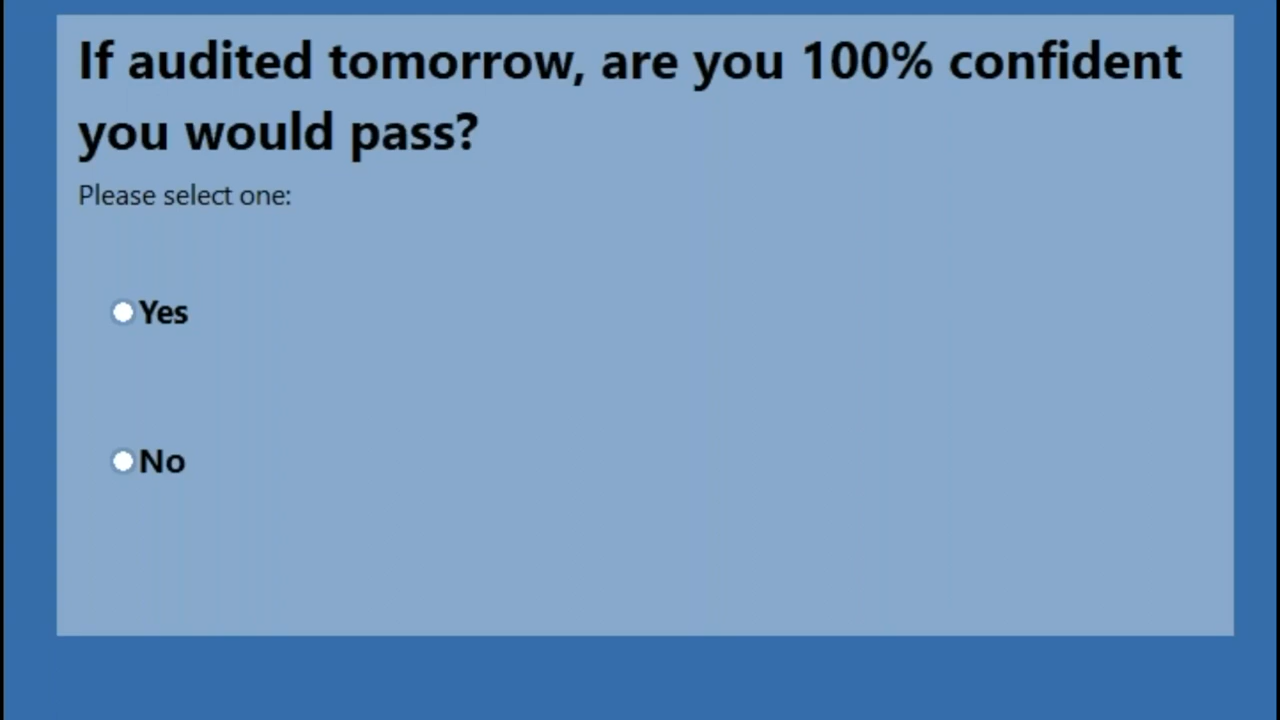 If audited tomorrow, are you 100% confident
you would pass?
Please select one:
Yes
No